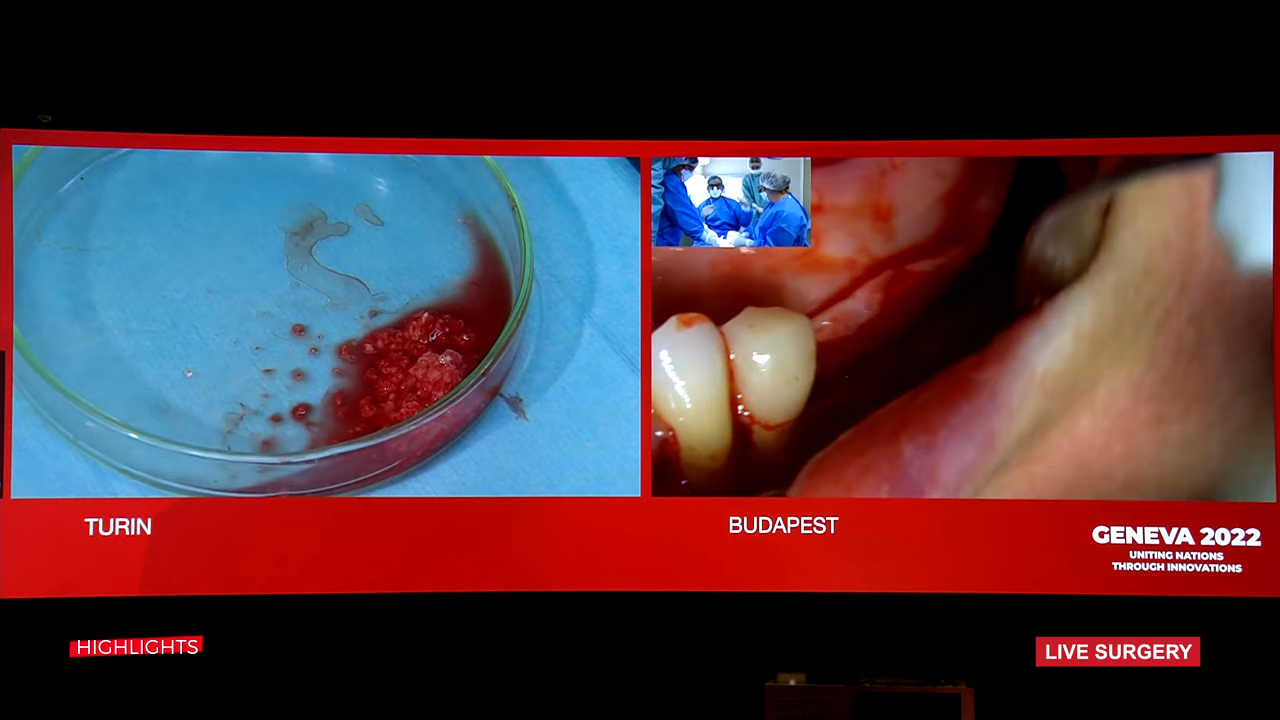 TURIN
BUDAPEST
GENEVA 2022
UNITING NATIONS
THROUGH INNOVATIONS
HIGHLIGHTS
LIVE SURGERY